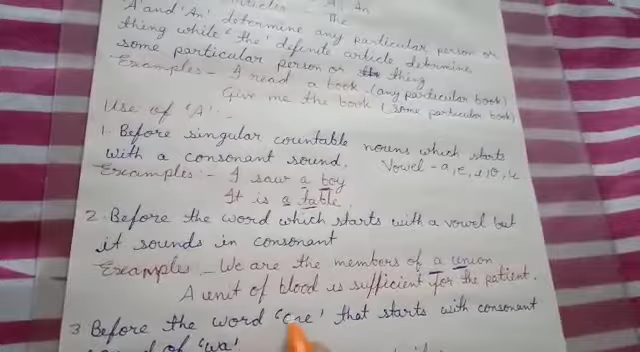 'A' and 'An' determine any particular person or
thing while 'the' definite article determine
some particular person or thing
Examples - I read a book. (any particular book)
Give me the book (some particular book)
Use of 'A' :-
1. Before singular countable nouns which starts
with a consonant sound. Vowel - a, e, i, o, u
Examples :- I saw a boy
It is a table.
2. Before the word which starts with a vowel but
it sounds in consonant
Example :- We are the members of a union
A unit of blood is sufficient for the patient.
3 Before the word 'one' that starts with consonant
of 'wa'